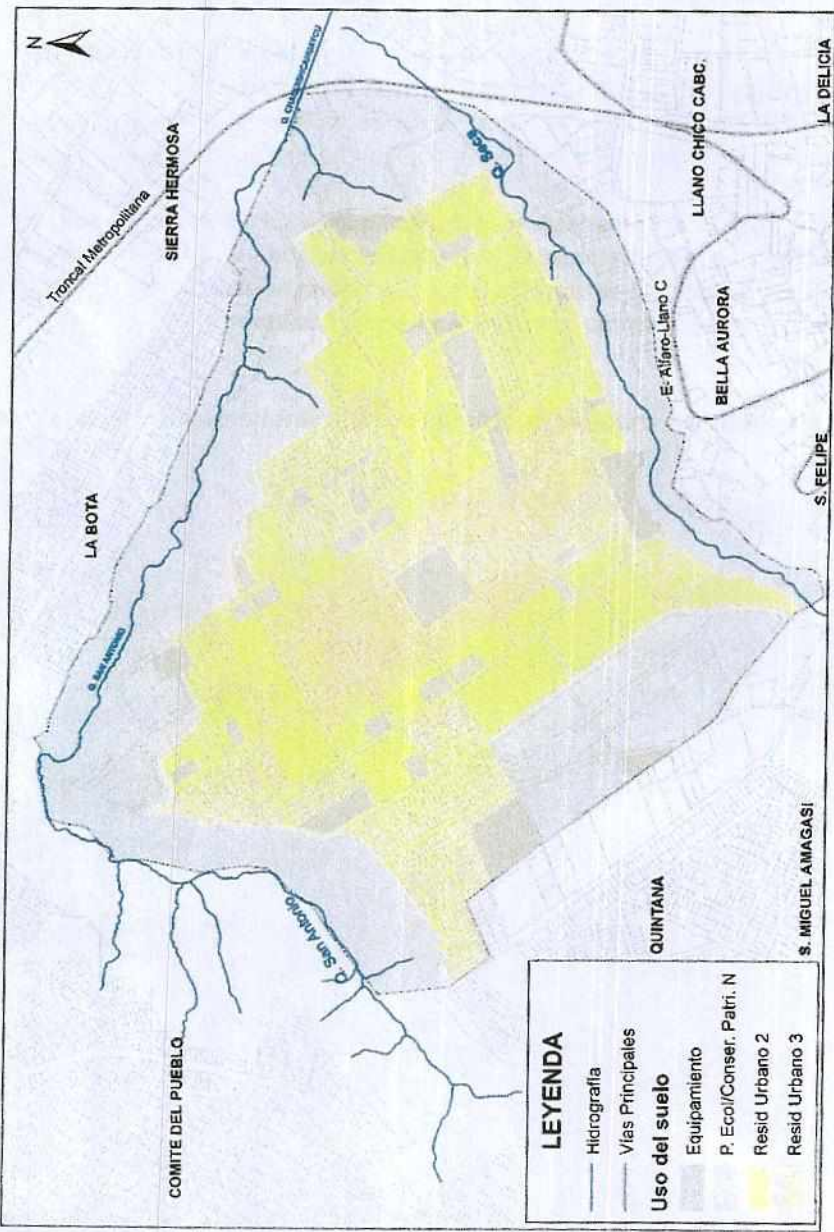 N
Troncal Metropolitana
SIERRA HERMOSA
LA BOTA
Q. SAN ANTONIO
Q. Seca
LLANO CHICO CABC.
LA DELICIA
E- Alfaro-Llano C
BELLA AURORA
S. FELIPE
COMITE DEL PUEBLO
Q. San Antonio
QUINTANA
S. MIGUEL AMAGASI
LEYENDA
Hidrografía
Vías Principales
Uso del suelo
Equipamiento
P. Ecol/Conser. Patri. N
Resid Urbano 2
Resid Urbano 3